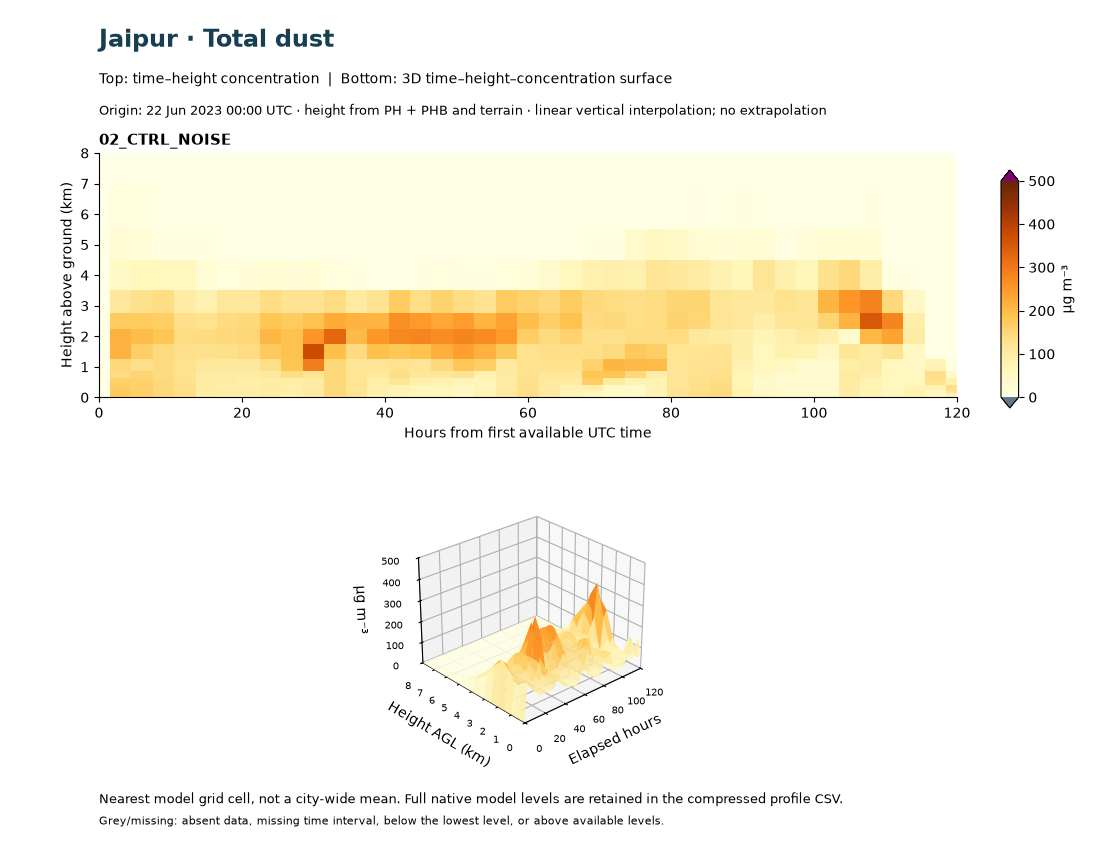 Jaipur · Total dust
Top: time–height concentration | Bottom: 3D time–height–concentration surface
Origin: 22 Jun 2023 00:00 UTC · height from PH + PHB and terrain · linear vertical interpolation; no extrapolation
02_CTRL_NOISE
8
7
6
5
4
3
2
1
0
Height above ground (km)
0 20 40 60 80 100 120
Hours from first available UTC time
500
400
300
200
100
0
µg m⁻³
500
400
300
200
100
0
µg m⁻³
8 7 6 5 4 3 2 1 0
Height AGL (km)
0 20 40 60 80 100 120
Elapsed hours
Nearest model grid cell, not a city-wide mean. Full native model levels are retained in the compressed profile CSV.
Grey/missing: absent data, missing time interval, below the lowest level, or above available levels.